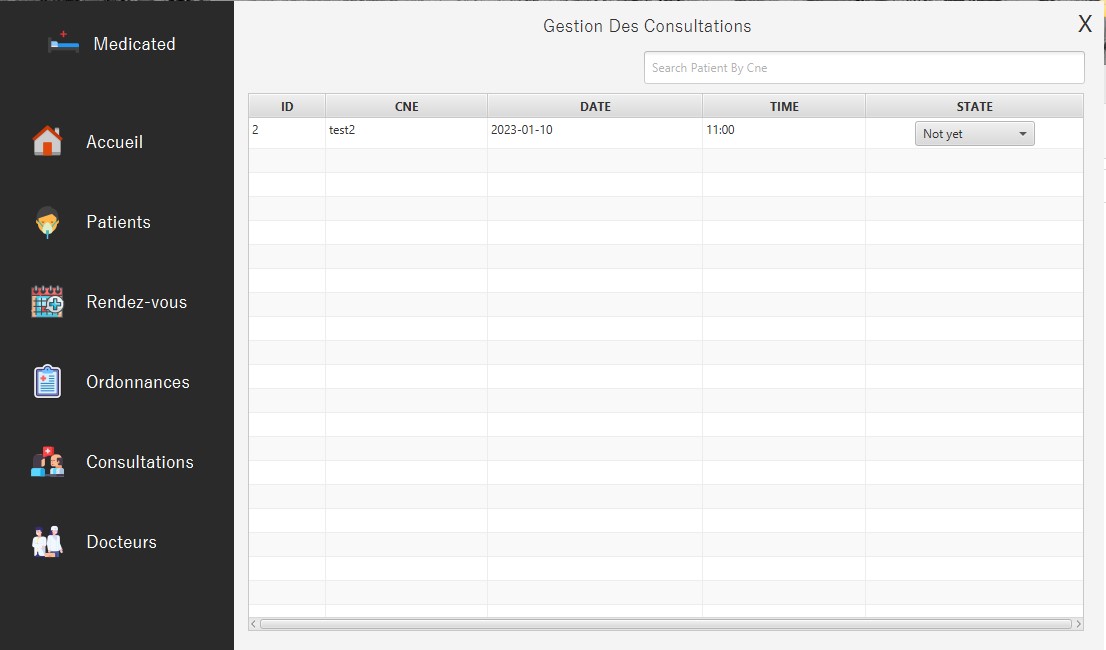 Medicated
Gestion Des Consultations
X
Search Patient By Cne
ID CNE DATE TIME STATE
2 test2 2023-01-10 11:00 Not yet
Accueil
Patients
Rendez-vous
Ordonnances
Consultations
Docteurs